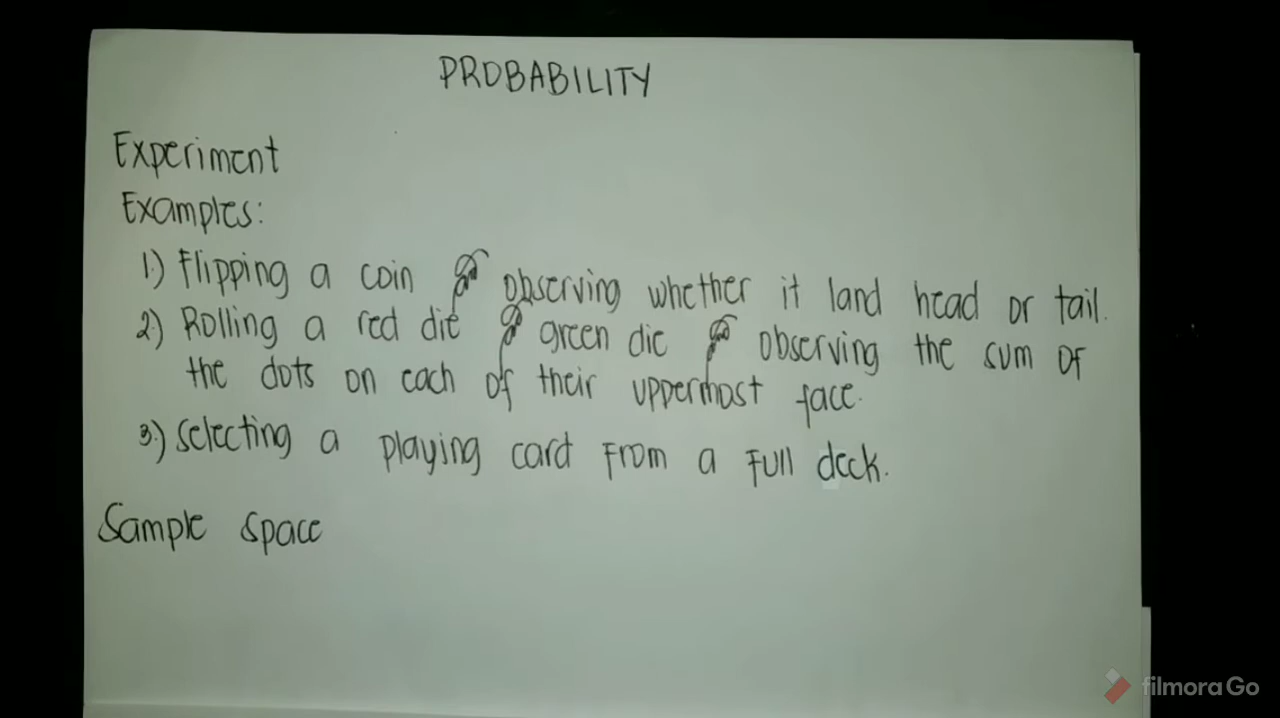 PROBABILITY
Experiment
Examples:
1.) Flipping a coin & observing whether it land head or tail.
2) Rolling a red die & green die & observing the sum of
the dots on each of their uppermost face.
3.) Selecting a playing card from a full deck.
Sample space
filmoraGo